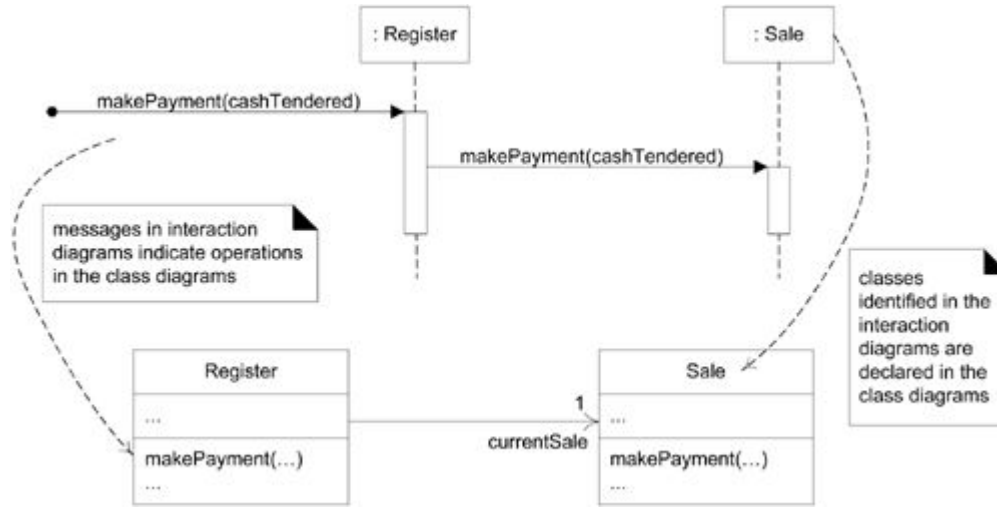 : Register
: Sale
makePayment(cashTendered)
makePayment(cashTendered)
messages in interaction
diagrams indicate operations
in the class diagrams
classes
identified in the
interaction
diagrams are
declared in the
class diagrams
Register
...
makePayment(...)
...
1
currentSale
Sale
...
makePayment(...)
...